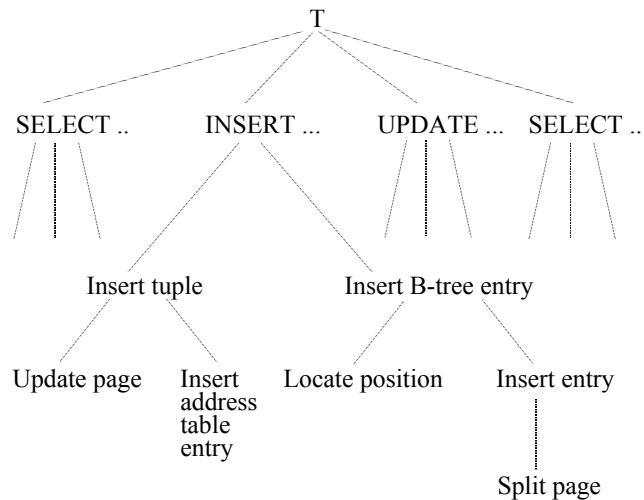 T
SELECT ..
INSERT ...
UPDATE ...
SELECT ..
Insert tuple
Insert B-tree entry
Update page
Insert
address
table
entry
Locate position
Insert entry
Split page